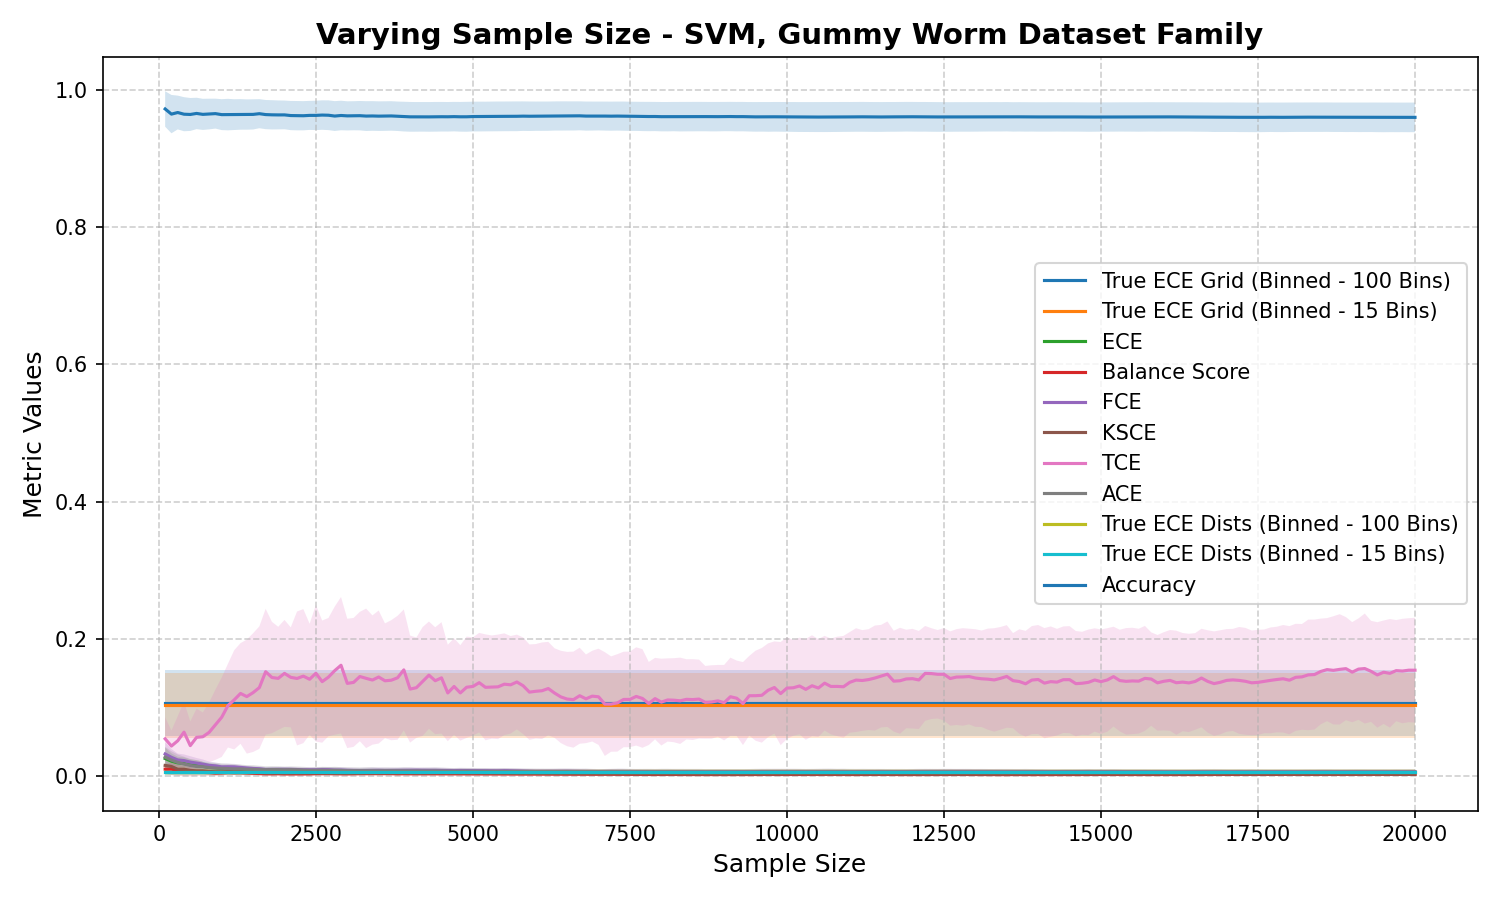 Varying Sample Size - SVM, Gummy Worm Dataset Family
Metric Values
1.0
0.8
0.6
0.4
0.2
0.0
True ECE Grid (Binned - 100 Bins)
True ECE Grid (Binned - 15 Bins)
ECE
Balance Score
FCE
KSCE
TCE
ACE
True ECE Dists (Binned - 100 Bins)
True ECE Dists (Binned - 15 Bins)
Accuracy
0 2500 5000 7500 10000 12500 15000 17500 20000
Sample Size